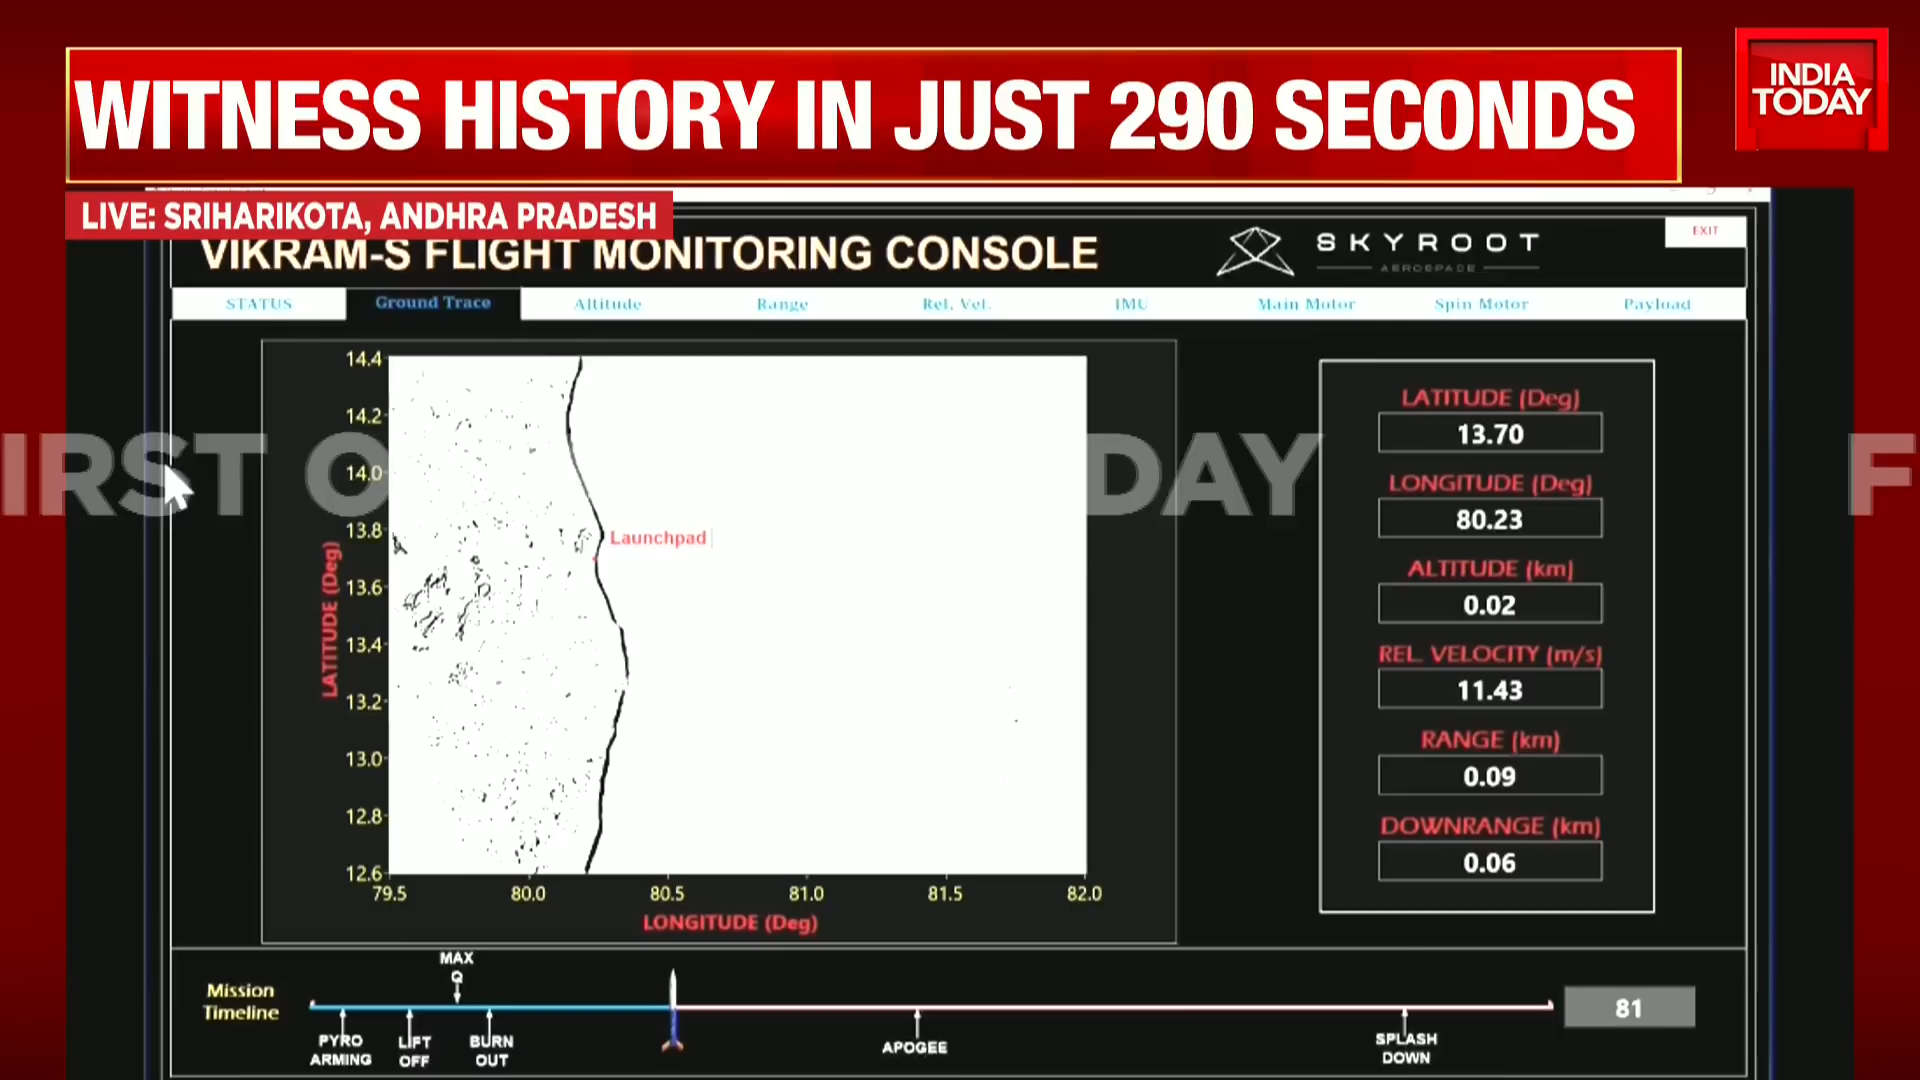 WITNESS HISTORY IN JUST 290 SECONDS
INDIA
TODAY
LIVE: SRIHARIKOTA, ANDHRA PRADESH
VIKRAM-S FLIGHT MONITORING CONSOLE
SKYROOT
AEROSPACE
EXIT
STATUS
Ground Trace
Altitude
Range
Rel. Vel.
IMU
Main Motor
Spin Motor
Payload
14.4
14.2
14.0
13.8
13.6
13.4
13.2
13.0
12.8
12.6
LATITUDE (Deg)
Launchpad
79.5
80.0
80.5
81.0
81.5
82.0
LONGITUDE (Deg)
IRST O DAY F
LATITUDE (Deg)
13.70
LONGITUDE (Deg)
80.23
ALTITUDE (km)
0.02
REL. VELOCITY (m/s)
11.43
RANGE (km)
0.09
DOWNRANGE (km)
0.06
Mission
Timeline
MAX
Q
PYRO
ARMING
LIFT
OFF
BURN
OUT
APOGEE
SPLASH
DOWN
81